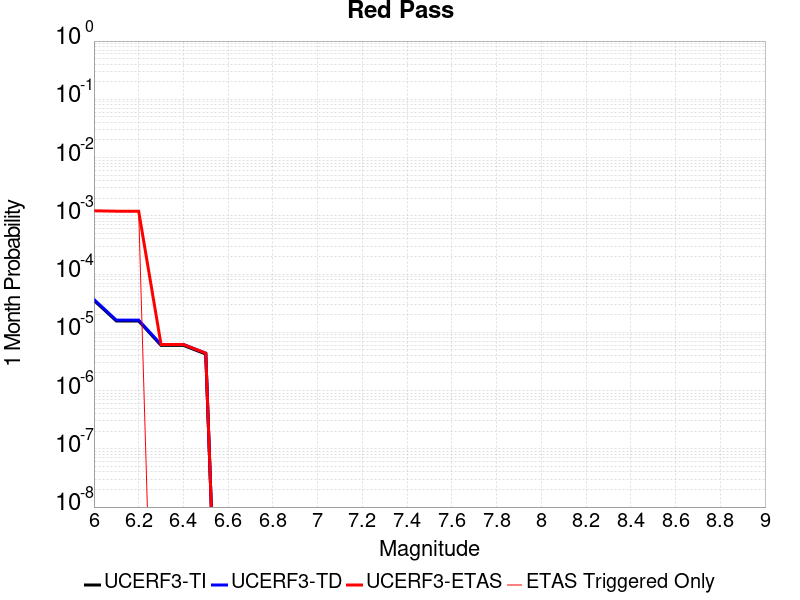 Red Pass
10^0
10^-1
10^-2
10^-3
10^-4
10^-5
10^-6
10^-7
10^-8
1 Month Probability
6 6.2 6.4 6.6 6.8 7 7.2 7.4 7.6 7.8 8 8.2 8.4 8.6 8.8 9
Magnitude
UCERF3-TI UCERF3-TD UCERF3-ETAS ETAS Triggered Only